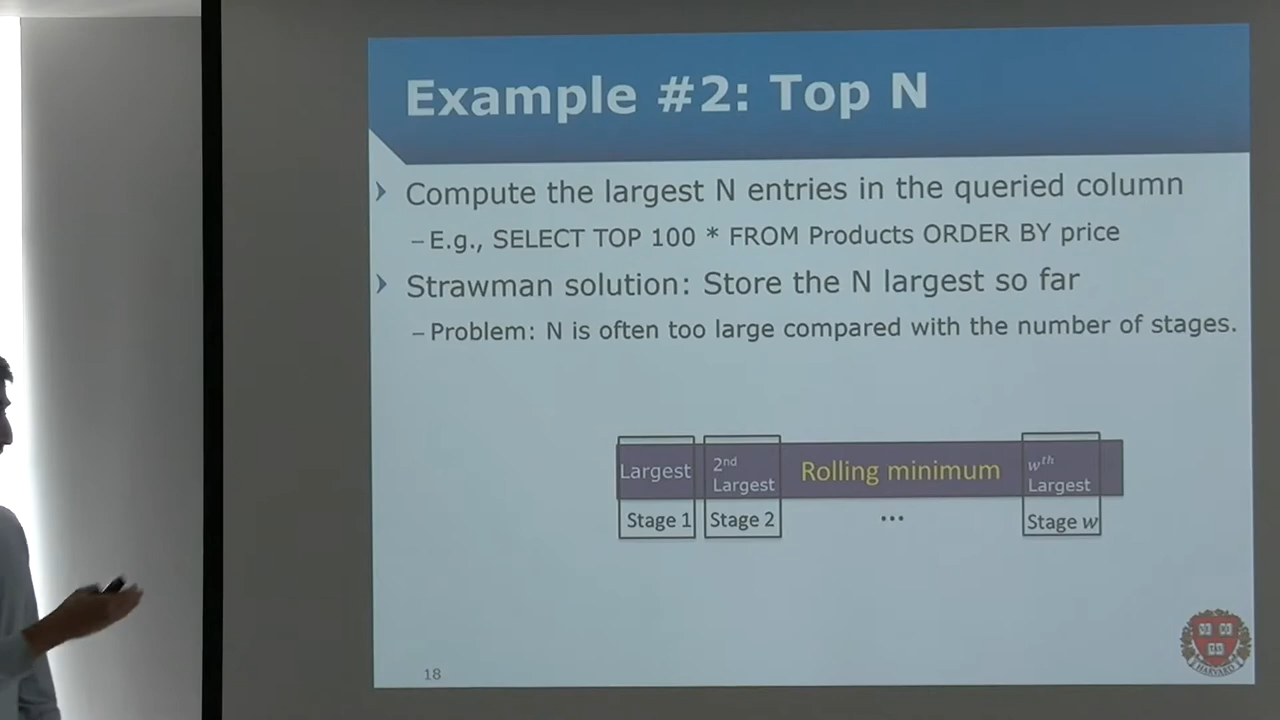 Example #2: Top N
Compute the largest N entries in the queried column
– E.g., SELECT TOP 100 * FROM Products ORDER BY price
Strawman solution: Store the N largest so far
– Problem: N is often too large compared with the number of stages.
Largest
2nd
Largest
Rolling minimum
wth
Largest
Stage 1
Stage 2
...
Stage w
18
HARVARD